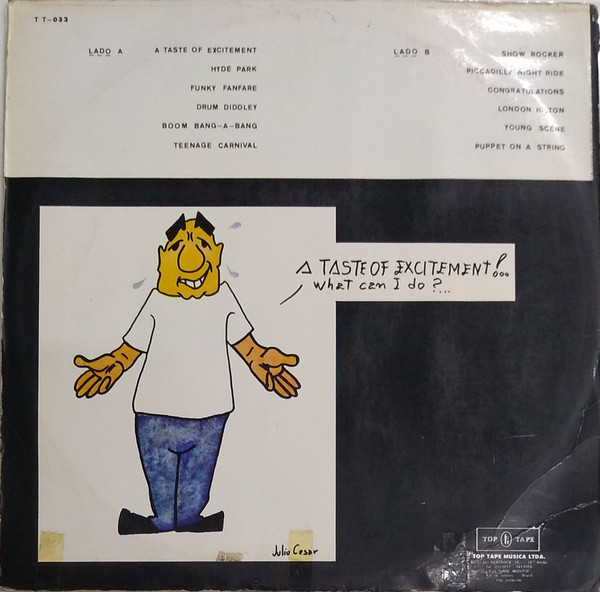 TT-033
LADO A
A TASTE OF EXCITEMENT
HYDE PARK
FUNKY FANFARE
DRUM DIDDLEY
BOOM BANG-A-BANG
TEENAGE CARNIVAL
LADO B
SHOW ROCKER
PICCADILLY NIGHT RIDE
CONGRATULATIONS
LONDON HILTON
YOUNG SCENE
PUPPET ON A STRING
A TASTE OF EXCITEMENT!...
what can I do?...
Julio Cesar
TOP TAPE
TOP TAPE MUSICA LTDA.